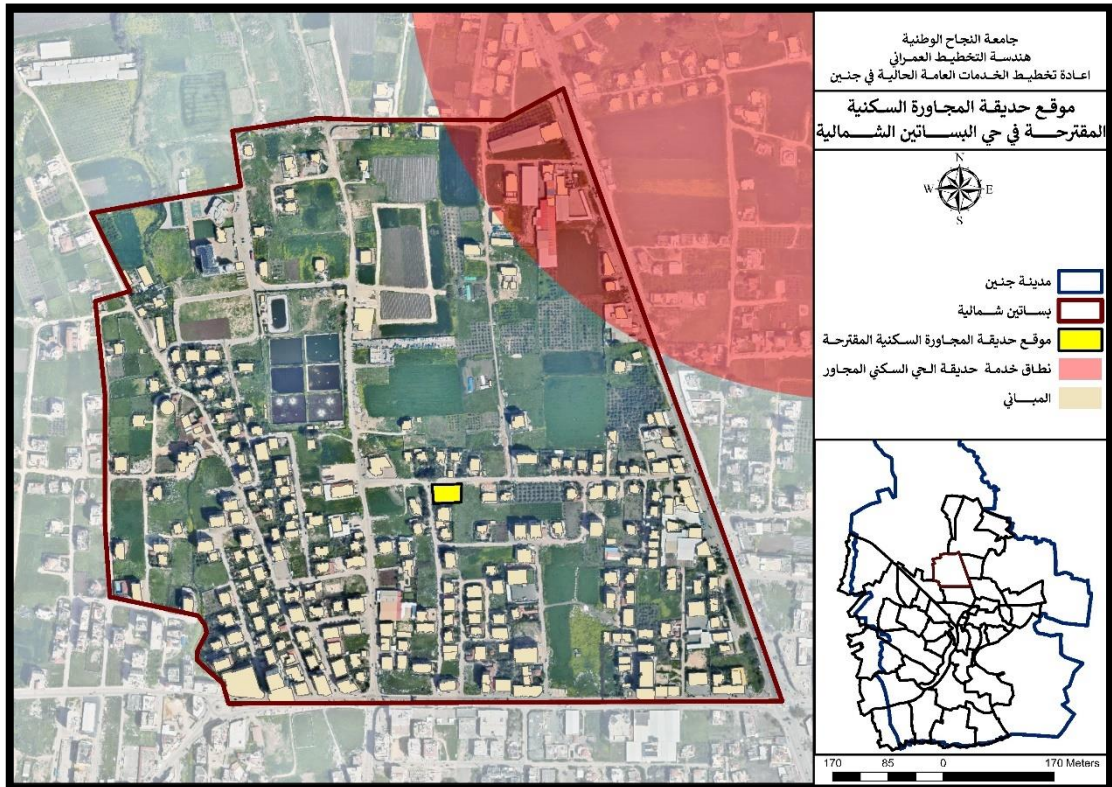 جامعة النجاح الوطنية
هندسة التخطيط العمراني
اعادة تخطيط الخدمات العامة الحالية في جنين
موقع حديقة المجاورة السكنية
المقترحة في حي البساتين الشمالية
N
W E
S
مدينة جنين
بساتين شمالية
موقع حديقة المجاورة السكنية المقترحة
نطاق خدمة حديقة الحي السكني المجاور
المباني
170 85 0 170 Meters